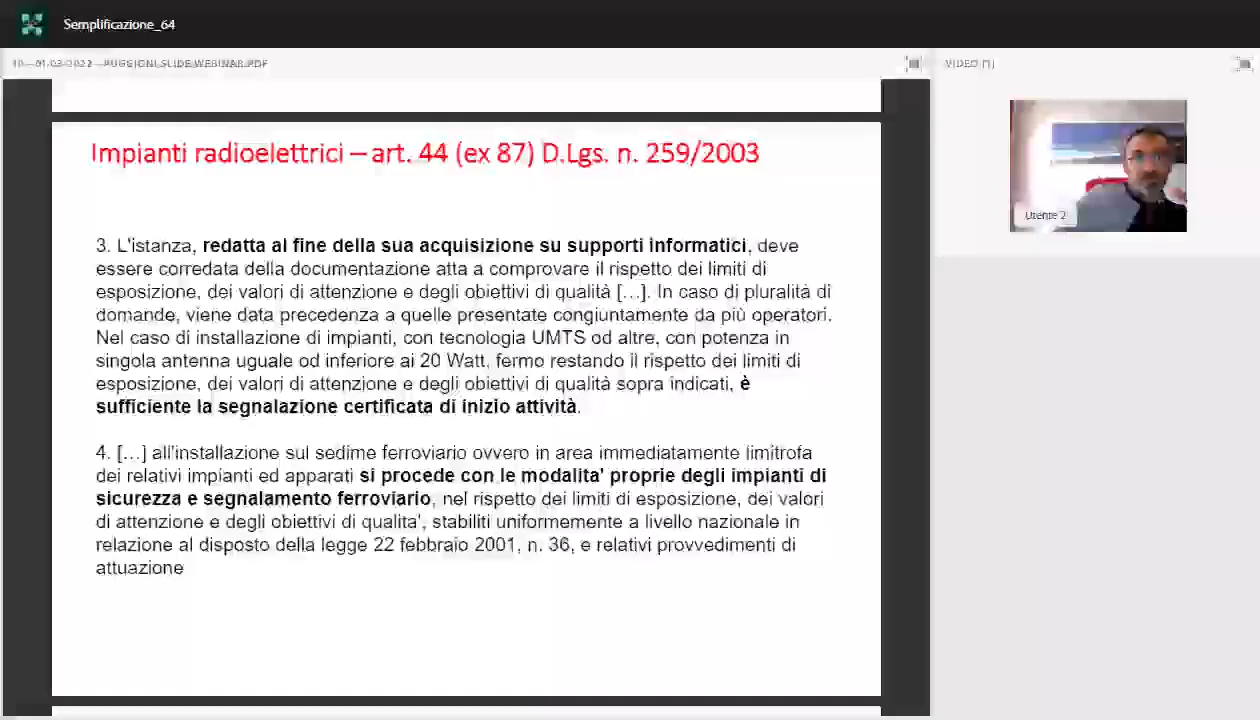 Semplificazione_64
10 - 01.03.2022 - PUGGIONI_SLIDE_WEBINAR.PDF
VIDEO (1)
Impianti radioelettrici – art. 44 (ex 87) D.Lgs. n. 259/2003
Utente 2
3. L'istanza, redatta al fine della sua acquisizione su supporti informatici, deve
essere corredata della documentazione atta a comprovare il rispetto dei limiti di
esposizione, dei valori di attenzione e degli obiettivi di qualità [...]. In caso di pluralità di
domande, viene data precedenza a quelle presentate congiuntamente da più operatori.
Nel caso di installazione di impianti, con tecnologia UMTS od altre, con potenza in
singola antenna uguale od inferiore ai 20 Watt, fermo restando il rispetto dei limiti di
esposizione, dei valori di attenzione e degli obiettivi di qualità sopra indicati, è
sufficiente la segnalazione certificata di inizio attività.
4. [...] all'installazione sul sedime ferroviario ovvero in area immediatamente limitrofa
dei relativi impianti ed apparati si procede con le modalita' proprie degli impianti di
sicurezza e segnalamento ferroviario, nel rispetto dei limiti di esposizione, dei valori
di attenzione e degli obiettivi di qualita', stabiliti uniformemente a livello nazionale in
relazione al disposto della legge 22 febbraio 2001, n. 36, e relativi provvedimenti di
attuazione